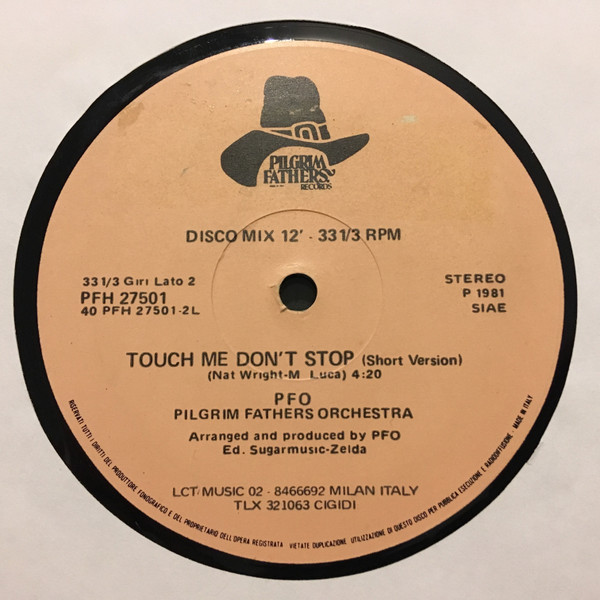 PILGRIM
FATHERS
RECORDS
DISCO MIX 12' - 33 1/3 RPM
33 1/3 Giri Lato 2
PFH 27501
40 PFH 27501-2L
STEREO
P 1981
SIAE
TOUCH ME DON'T STOP (Short Version)
(Nat Wright-M Luca) 4:20
PFO
PILGRIM FATHERS ORCHESTRA
Arranged and produced by PFO
Ed. Sugarmusic-Zelda
LCT/MUSIC 02 - 8466692 MILAN ITALY
TLX 321063 CIGIDI
RISERVATI TUTTI I DIRITTI DEL PRODUTTORE FONOGRAFICO E DEL PROPRIETARIO DELL'OPERA REGISTRATA - VIETATE DUPLICAZIONE, UTILIZZAZIONE DI QUESTO DISCO PER PUBBLICA ESECUZIONE E RADIODIFFUSIONE - MADE IN ITALY